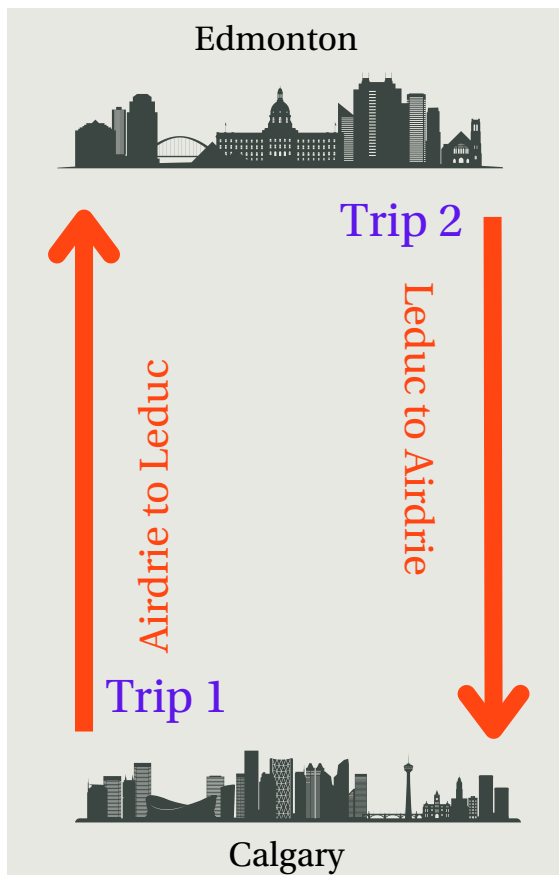 Edmonton
Trip 2
Airdrie to Leduc
Leduc to Airdrie
Trip 1
Calgary